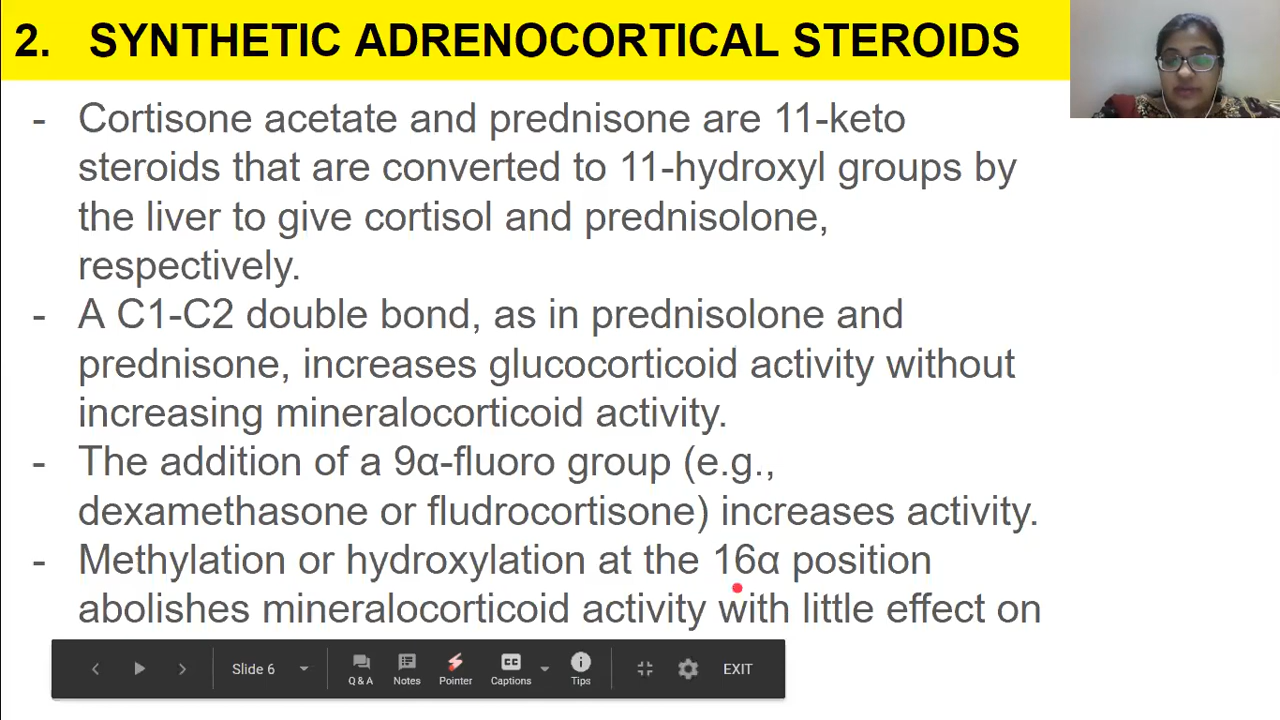 2. SYNTHETIC ADRENOCORTICAL STEROIDS
- Cortisone acetate and prednisone are 11-keto
steroids that are converted to 11-hydroxyl groups by
the liver to give cortisol and prednisolone,
respectively.
- A C1-C2 double bond, as in prednisolone and
prednisone, increases glucocorticoid activity without
increasing mineralocorticoid activity.
- The addition of a 9α-fluoro group (e.g.,
dexamethasone or fludrocortisone) increases activity.
- Methylation or hydroxylation at the 16α position
abolishes mineralocorticoid activity with little effect on
Slide 6
Q & A Notes Pointer CC Captions Tips EXIT